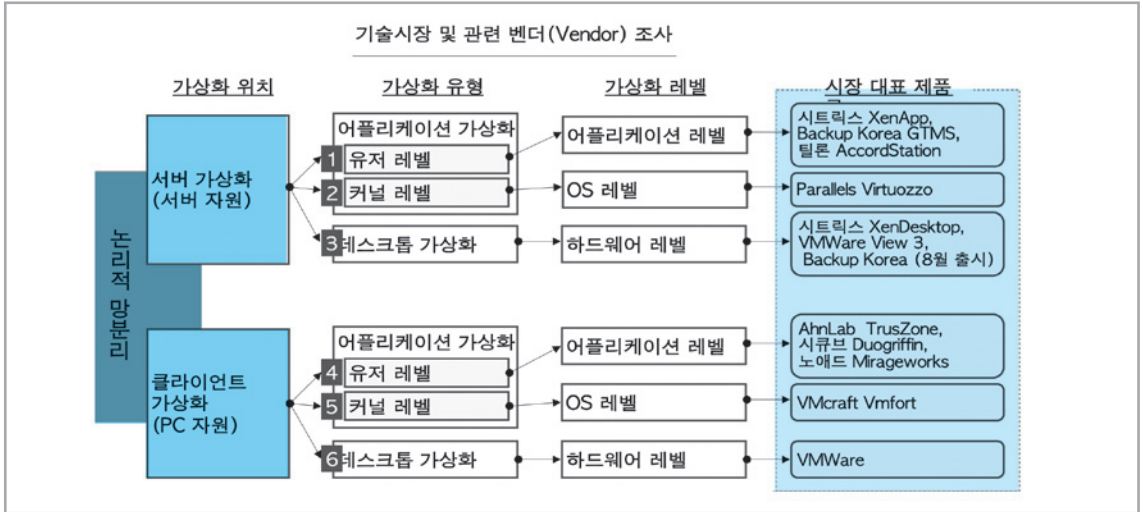 기술시장 및 관련 벤더(Vendor) 조사
가상화 위치
가상화 유형
가상화 레벨
시장 대표 제품
논리적 망분리
서버 가상화
(서버 자원)
어플리케이션 가상화
1 유저 레벨
2 커널 레벨
3 데스크톱 가상화
어플리케이션 레벨
OS 레벨
하드웨어 레벨
시트릭스 XenApp,
Backup Korea GTMS,
틸론 AccordStation
Parallels Virtuozzo
시트릭스 XenDesktop,
VMWare View 3,
Backup Korea (8월 출시)
클라이언트
가상화
(PC 자원)
어플리케이션 가상화
4 유저 레벨
5 커널 레벨
6 데스크톱 가상화
어플리케이션 레벨
OS 레벨
하드웨어 레벨
AhnLab TrusZone,
시큐브 Duogriffin,
노애드 Mirageworks
VMcraft Vmfort
VMWare